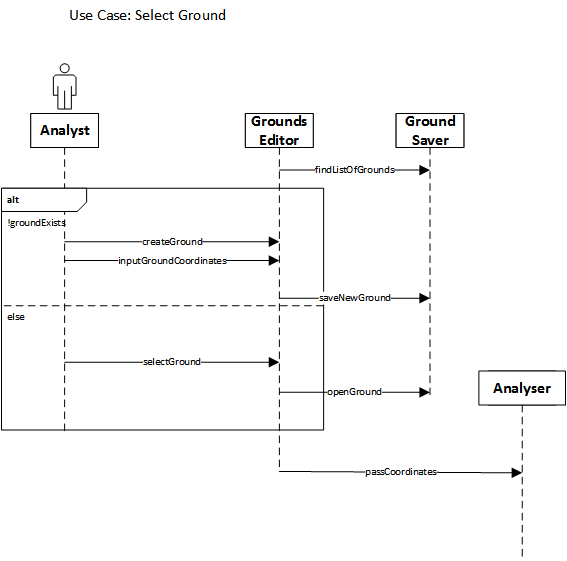 Use Case: Select Ground
Analyst
Grounds
Editor
Ground
Saver
findListOfGrounds
alt
!groundExists
createGround
inputGroundCoordinates
saveNewGround
else
selectGround
openGround
Analyser
passCoordinates